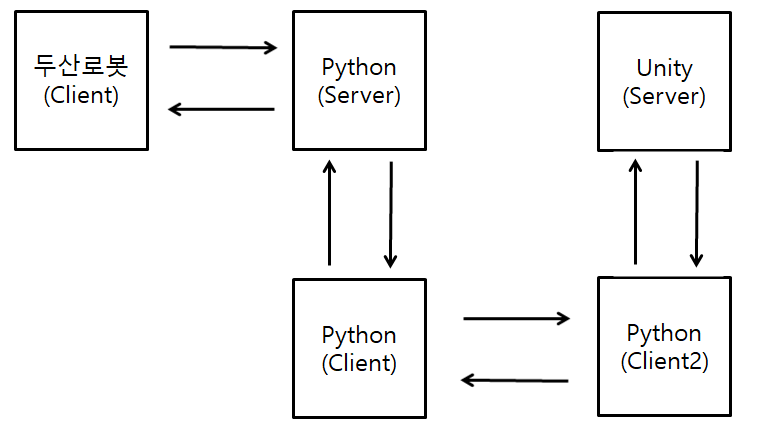 두산로봇
(Client)
Python
(Server)
Unity
(Server)
Python
(Client)
Python
(Client2)